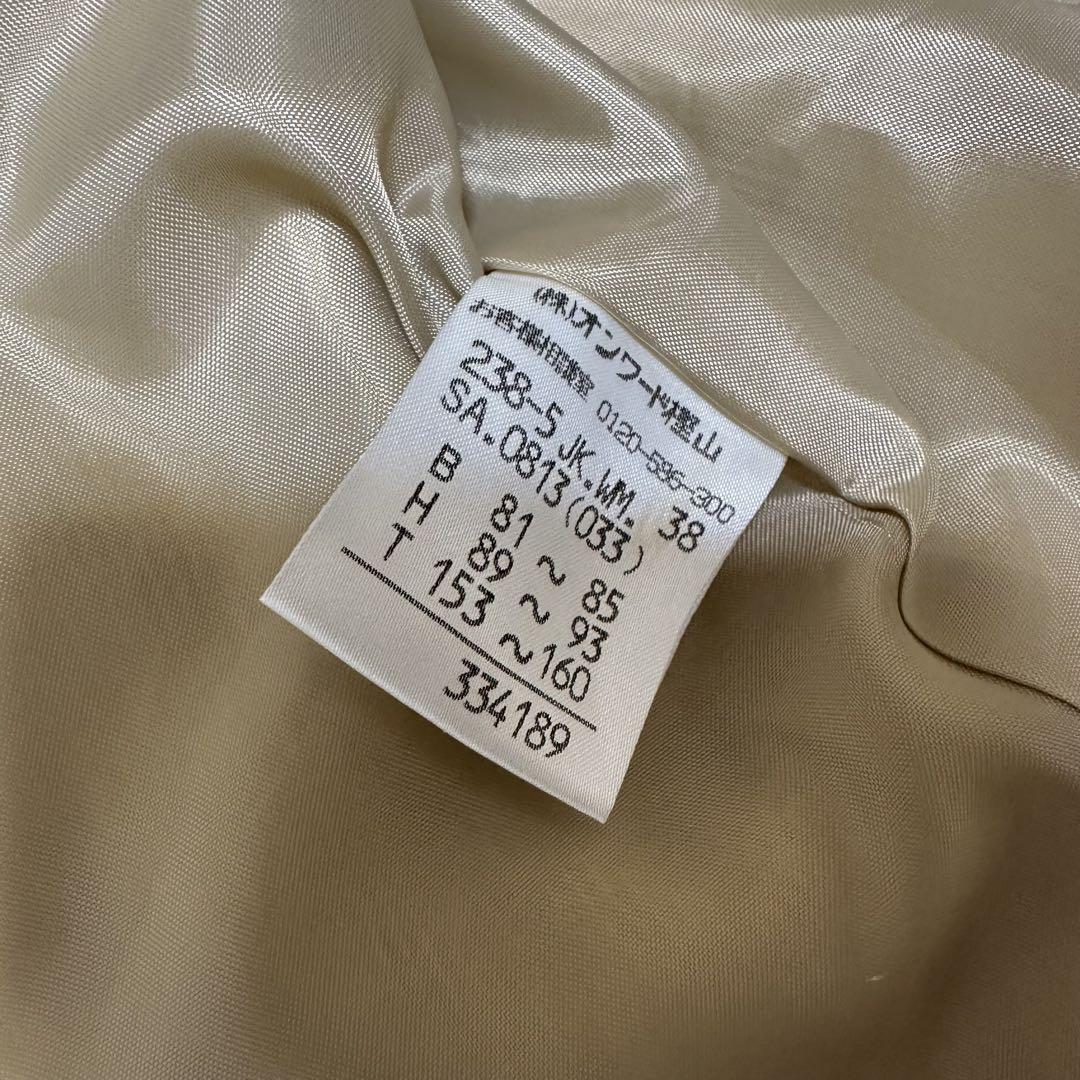 (株)オンワード樫山
お客様相談室 0120-586-300
238-5 JK.WM. 38
SA.0813(033)
B 81 ~ 85
H 89 ~ 93
T 153 ~160
334189